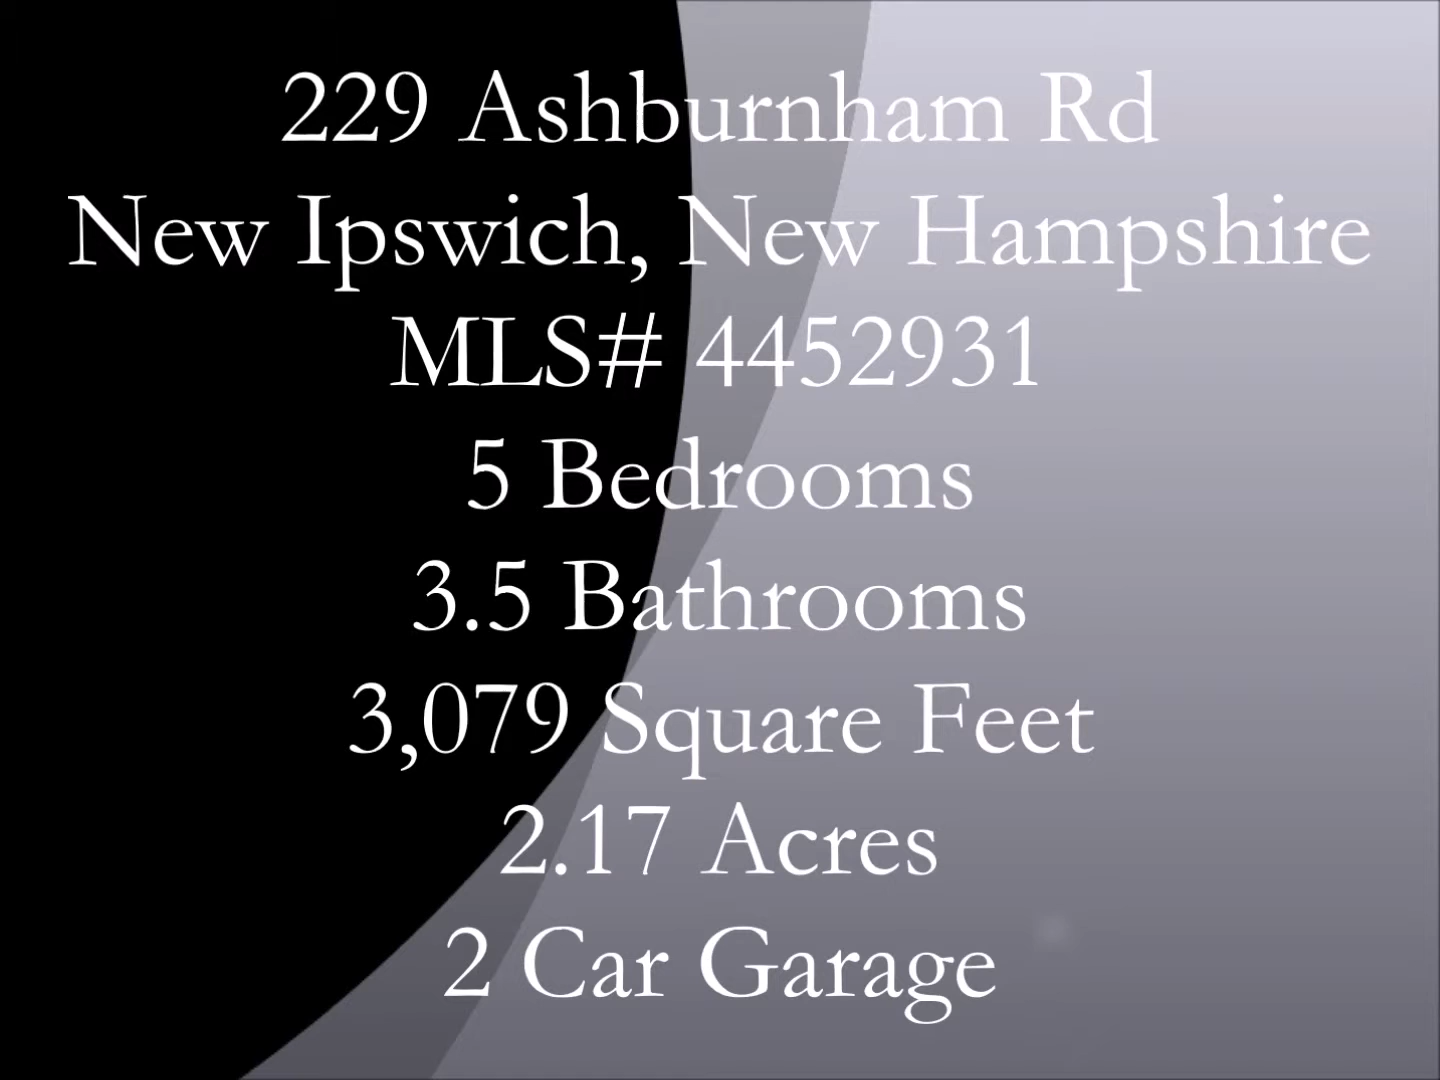 229 Ashburnham Rd
New Ipswich, New Hampshire
MLS# 4452931
5 Bedrooms
3.5 Bathrooms
3,079 Square Feet
2.17 Acres
2 Car Garage